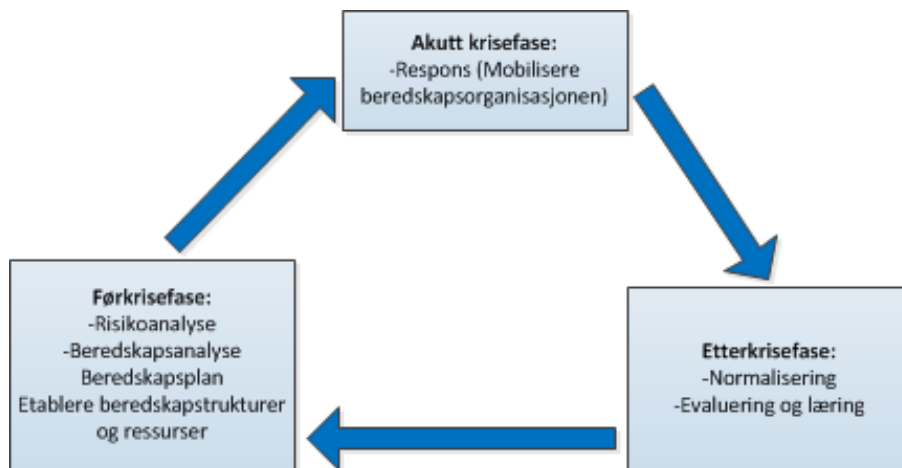 Akutt krisefase:
-Respons (Mobilisere
beredskapsorganisasjonen)
Førkrisefase:
-Risikoanalyse
-Beredskapsanalyse
Beredskapsplan
Etablere beredskapstrukturer
og ressurser
Etterkrisefase:
-Normalisering
-Evaluering og læring